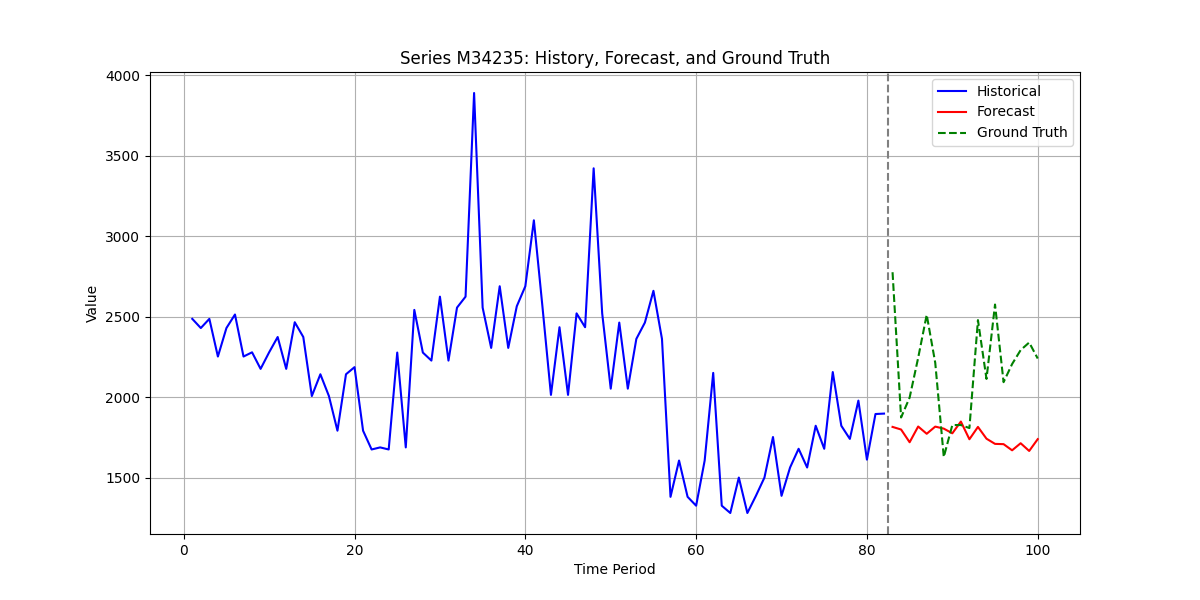 Series M34235: History, Forecast, and Ground Truth
4000
3500
3000
2500
2000
1500
Value
Historical
Forecast
Ground Truth
0
20
40
60
80
100
Time Period